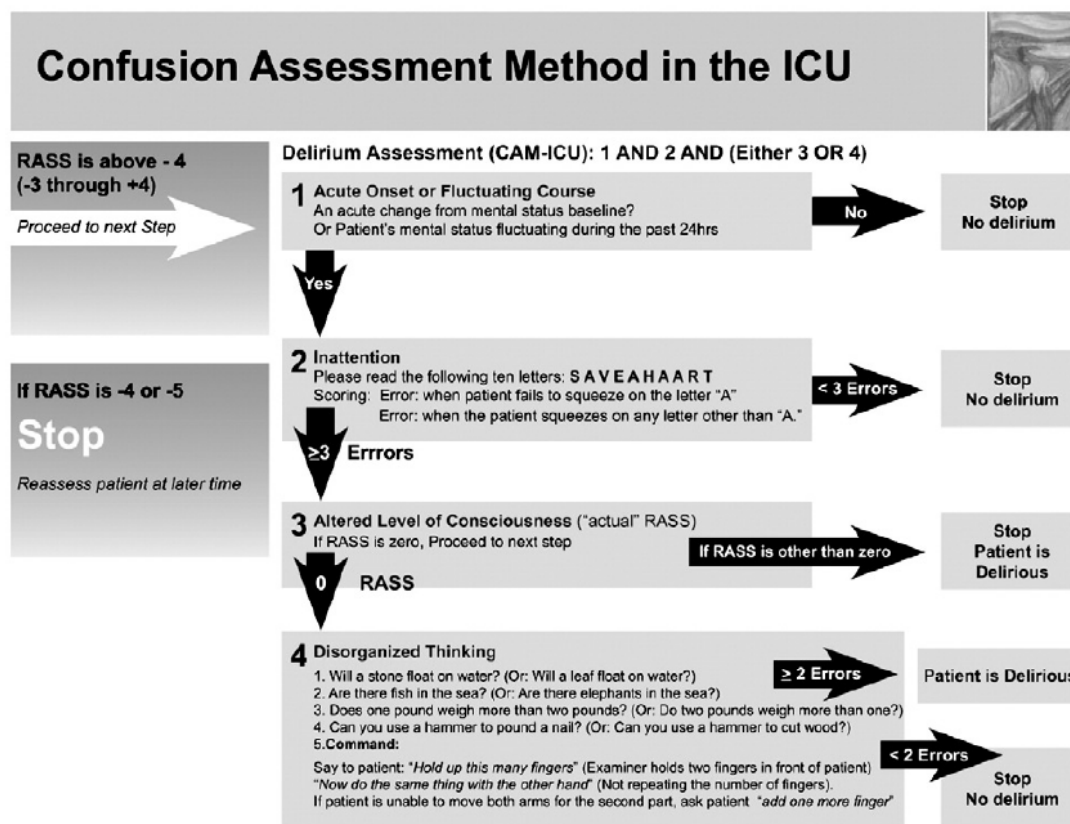 Confusion Assessment Method in the ICU
RASS is above - 4
(-3 through +4)
Proceed to next Step
If RASS is -4 or -5
Stop
Reassess patient at later time
Delirium Assessment (CAM-ICU): 1 AND 2 AND (Either 3 OR 4)
1 Acute Onset or Fluctuating Course
An acute change from mental status baseline?
Or Patient's mental status fluctuating during the past 24hrs
No
Stop
No delirium
Yes
2 Inattention
Please read the following ten letters: S A V E A H A A R T
Scoring: Error: when patient fails to squeeze on the letter "A"
Error: when the patient squeezes on any letter other than "A."
< 3 Errors
Stop
No delirium
≥3 Errrors
3 Altered Level of Consciousness ("actual" RASS)
If RASS is zero, Proceed to next step
If RASS is other than zero
Stop
Patient is
Delirious
0 RASS
4 Disorganized Thinking
1. Will a stone float on water? (Or: Will a leaf float on water?)
2. Are there fish in the sea? (Or: Are there elephants in the sea?)
3. Does one pound weigh more than two pounds? (Or: Do two pounds weigh more than one?)
4. Can you use a hammer to pound a nail? (Or: Can you use a hammer to cut wood?)
5.Command:
Say to patient: "Hold up this many fingers" (Examiner holds two fingers in front of patient)
"Now do the same thing with the other hand" (Not repeating the number of fingers).
If patient is unable to move both arms for the second part, ask patient "add one more finger"
≥ 2 Errors
Patient is Delirious
< 2 Errors
Stop
No delirium